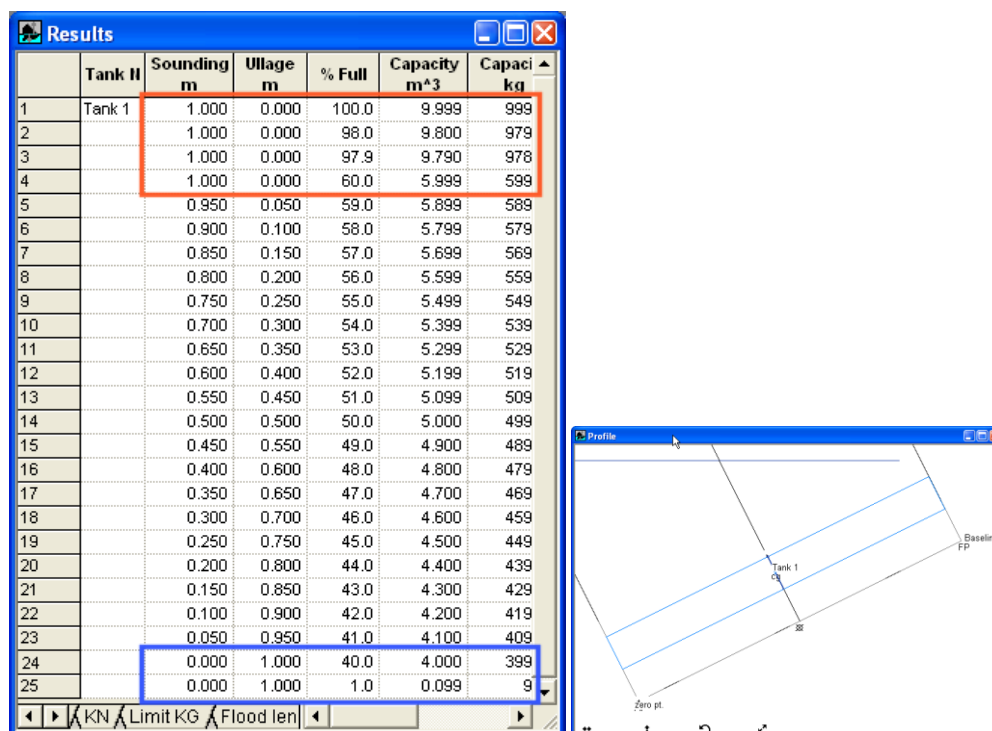 Results
Tank N Sounding m Ullage m % Full Capacity m^3 Capaci kg
1 Tank 1 1.000 0.000 100.0 9.999 999
2 1.000 0.000 98.0 9.800 979
3 1.000 0.000 97.9 9.790 978
4 1.000 0.000 60.0 5.999 599
5 0.950 0.050 59.0 5.899 589
6 0.900 0.100 58.0 5.799 579
7 0.850 0.150 57.0 5.699 569
8 0.800 0.200 56.0 5.599 559
9 0.750 0.250 55.0 5.499 549
10 0.700 0.300 54.0 5.399 539
11 0.650 0.350 53.0 5.299 529
12 0.600 0.400 52.0 5.199 519
13 0.550 0.450 51.0 5.099 509
14 0.500 0.500 50.0 5.000 499
15 0.450 0.550 49.0 4.900 489
16 0.400 0.600 48.0 4.800 479
17 0.350 0.650 47.0 4.700 469
18 0.300 0.700 46.0 4.600 459
19 0.250 0.750 45.0 4.500 449
20 0.200 0.800 44.0 4.400 439
21 0.150 0.850 43.0 4.300 429
22 0.100 0.900 42.0 4.200 419
23 0.050 0.950 41.0 4.100 409
24 0.000 1.000 40.0 4.000 399
25 0.000 1.000 1.0 0.099 9
KN Limit KG Flood len
Profile
Baselin
FP
Tank 1
cg
zero pt.